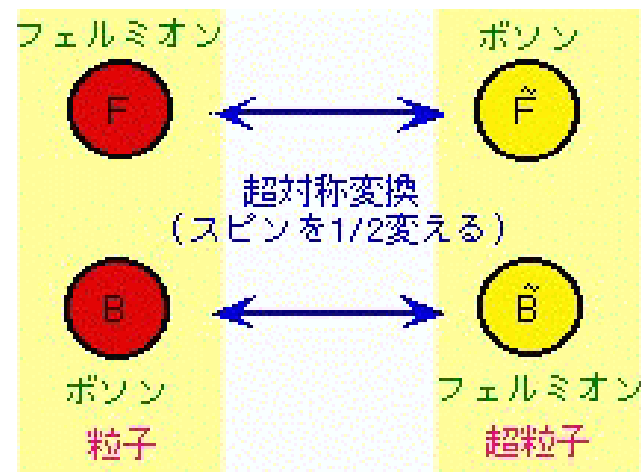 フェルミオン
ボソン
F
F̃
超対称変換
(スピンを1/2変える)
B
B̃
ボソン
フェルミオン
粒子
超粒子